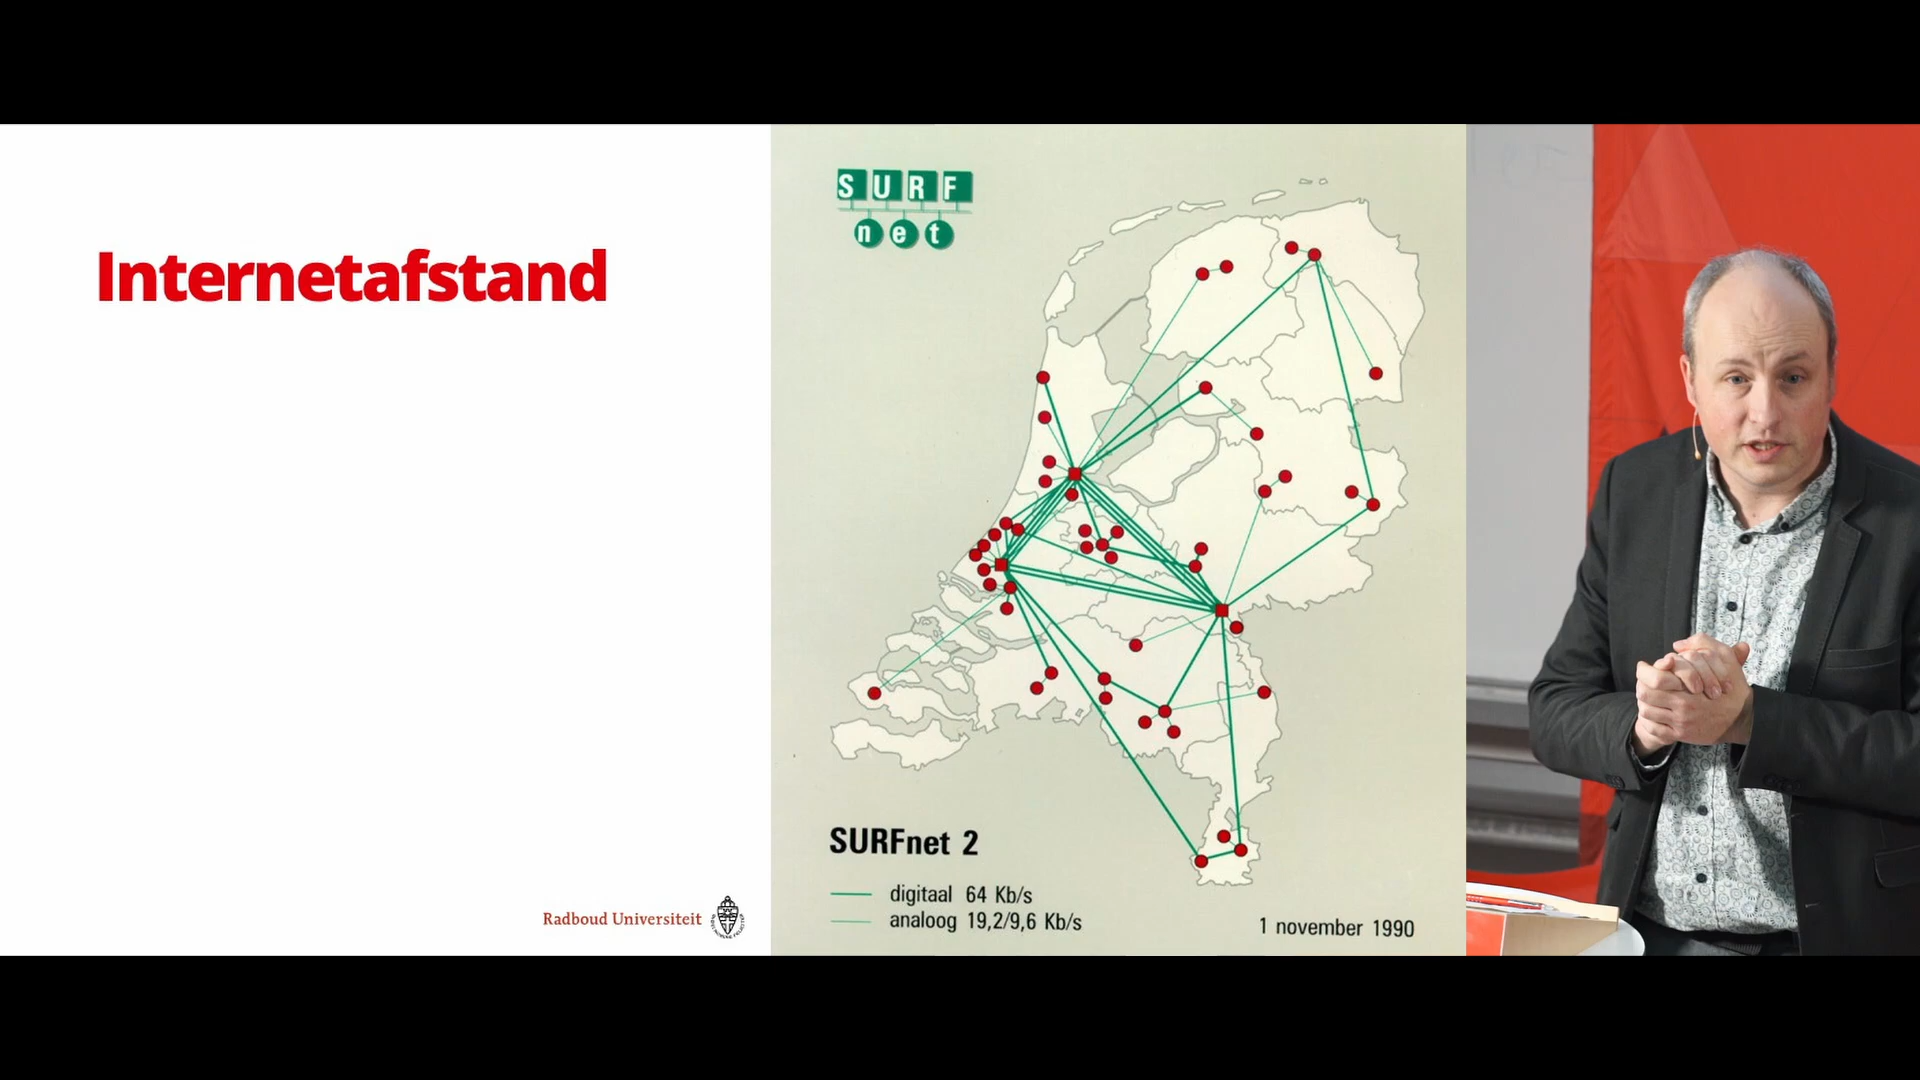 Internetafstand
Radboud Universiteit
SURF
net
SURFnet 2
digitaal 64 Kb/s
analoog 19,2/9,6 Kb/s
1 november 1990